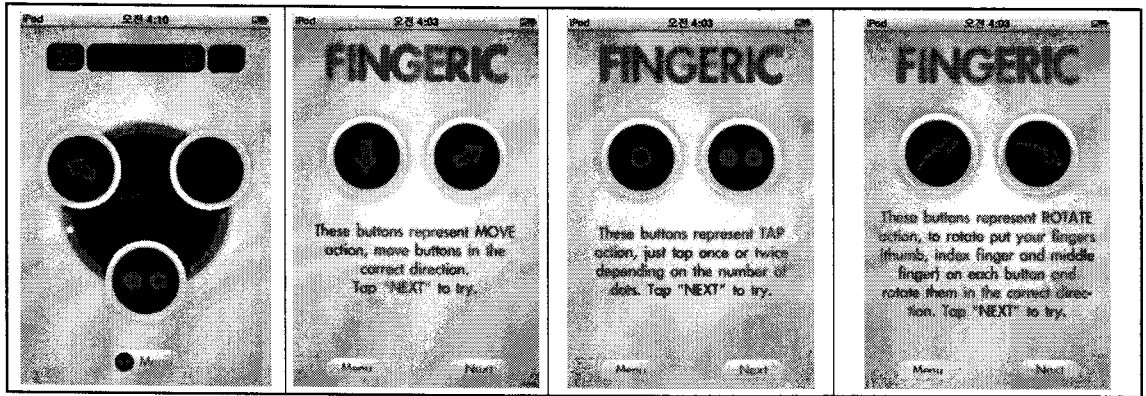 iPod 오전 4:10
Menu
iPod 오전 4:03
FINGERIC
These buttons represent MOVE
action, move buttons in the
correct direction.
Tap "NEXT" to try.
Menu Next
오전 4:03
FINGERIC
These buttons represent TAP
action, just tap once or twice
depending on the number of
dots. Tap "NEXT" to try.
Menu Next
iPod 오전 4:03
FINGERIC
These buttons represent ROTATE
action, to rotate put your fingers
(thumb, index finger and middle
finger) on each button and
rotate them in the correct direc-
tion. Tap "NEXT" to try.
Menu Next